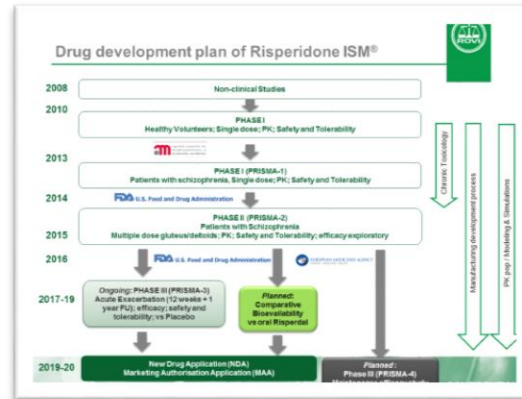 ROVI
Drug development plan of Risperidone ISM®
2008
Non-clinical Studies
2010
PHASE I
Healthy Volunteers; Single dose; PK; Safety and Tolerability
2013
PHASE I (PRISMA-1)
Patients with schizophrenia, Single dose; PK; Safety and Tolerability
2014
FDA U.S. Food and Drug Administration
PHASE II (PRISMA-2)
Patients with Schizophrenia
2015
Multiple dose gluteus/deltoids; PK; Safety and Tolerability; efficacy exploratory
2016
FDA U.S. Food and Drug Administration
EUROPEAN MEDICINES AGENCY
2017-19
Ongoing: PHASE III (PRISMA-3)
Acute Exacerbation (12 weeks + 1
year FU); efficacy; safety and
tolerability; vs Placebo
Planned:
Comparative
Bioavailability
vs oral Risperdal
Chronic Toxicology
Manufacturing development process
PK pop / Modeling & Simulations
2019-20
New Drug Application (NDA)
Marketing Authorisation Application (MAA)
Planned :
Phase III (PRISMA-4)